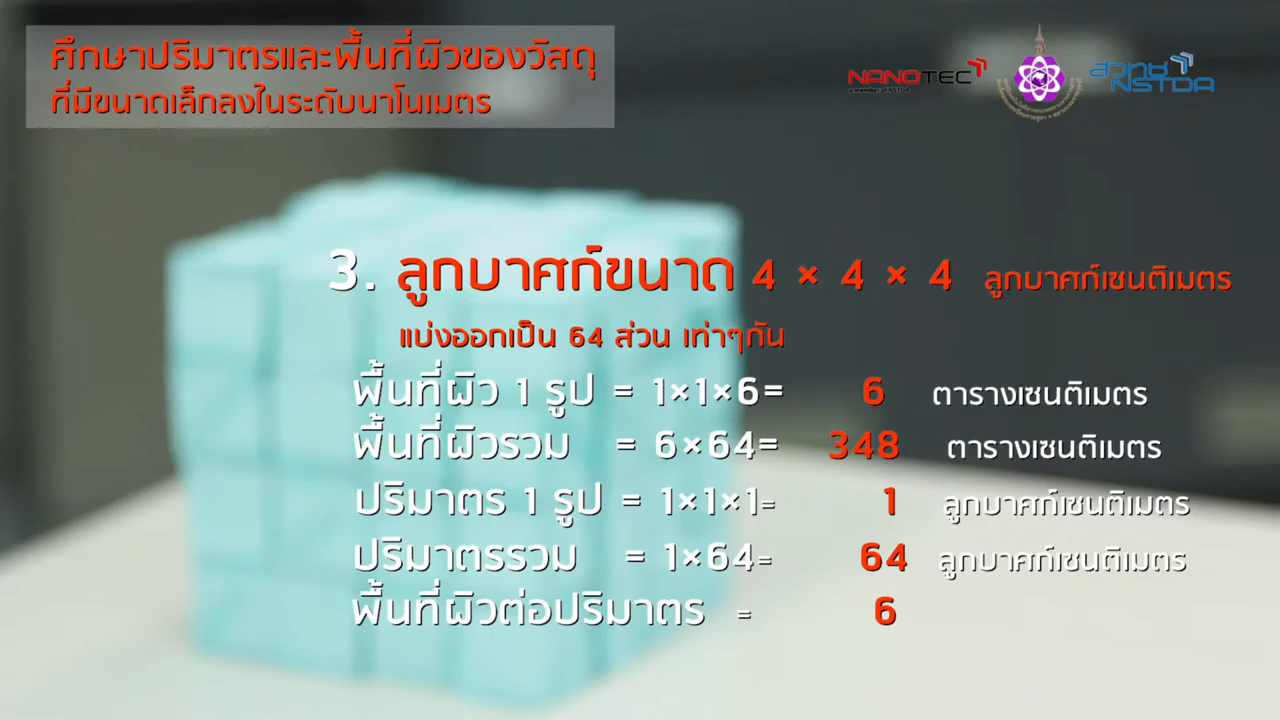 ศึกษาปริมาตรและพื้นที่ผิวของวัสดุ
ที่มีขนาดเล็กลงในระดับนาโนเมตร
NANOTEC
a member of NSTDA
สวทช
NSTDA
3. ลูกบาศก์ขนาด 4 × 4 × 4 ลูกบาศก์เซนติเมตร
แบ่งออกเป็น 64 ส่วน เท่าๆกัน
พื้นที่ผิว 1 รูป = 1×1×6= 6 ตารางเซนติเมตร
พื้นที่ผิวรวม = 6×64= 348 ตารางเซนติเมตร
ปริมาตร 1 รูป = 1×1×1= 1 ลูกบาศก์เซนติเมตร
ปริมาตรรวม = 1×64= 64 ลูกบาศก์เซนติเมตร
พื้นที่ผิวต่อปริมาตร = 6